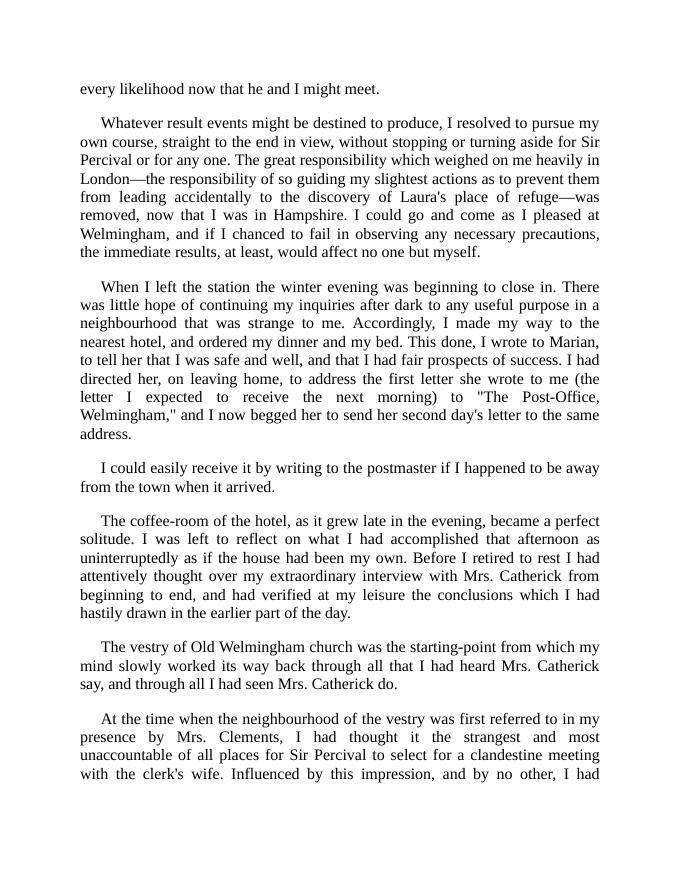 every likelihood now that he and I might meet.
Whatever result events might be destined to produce, I resolved to pursue my
own course, straight to the end in view, without stopping or turning aside for Sir
Percival or for any one. The great responsibility which weighed on me heavily in
London—the responsibility of so guiding my slightest actions as to prevent them
from leading accidentally to the discovery of Laura's place of refuge—was
removed, now that I was in Hampshire. I could go and come as I pleased at
Welmingham, and if I chanced to fail in observing any necessary precautions,
the immediate results, at least, would affect no one but myself.
When I left the station the winter evening was beginning to close in. There
was little hope of continuing my inquiries after dark to any useful purpose in a
neighbourhood that was strange to me. Accordingly, I made my way to the
nearest hotel, and ordered my dinner and my bed. This done, I wrote to Marian,
to tell her that I was safe and well, and that I had fair prospects of success. I had
directed her, on leaving home, to address the first letter she wrote to me (the
letter I expected to receive the next morning) to "The Post-Office,
Welmingham," and I now begged her to send her second day's letter to the same
address.
I could easily receive it by writing to the postmaster if I happened to be away
from the town when it arrived.
The coffee-room of the hotel, as it grew late in the evening, became a perfect
solitude. I was left to reflect on what I had accomplished that afternoon as
uninterruptedly as if the house had been my own. Before I retired to rest I had
attentively thought over my extraordinary interview with Mrs. Catherick from
beginning to end, and had verified at my leisure the conclusions which I had
hastily drawn in the earlier part of the day.
The vestry of Old Welmingham church was the starting-point from which my
mind slowly worked its way back through all that I had heard Mrs. Catherick
say, and through all I had seen Mrs. Catherick do.
At the time when the neighbourhood of the vestry was first referred to in my
presence by Mrs. Clements, I had thought it the strangest and most
unaccountable of all places for Sir Percival to select for a clandestine meeting
with the clerk's wife. Influenced by this impression, and by no other, I had